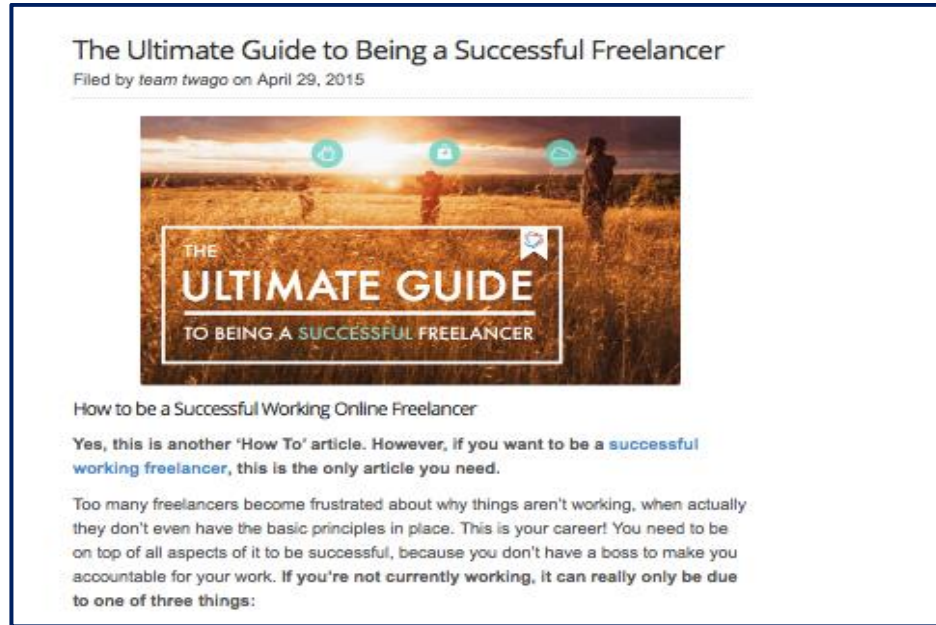 The Ultimate Guide to Being a Successful Freelancer
Filed by team twago on April 29, 2015
THE
ULTIMATE GUIDE
TO BEING A SUCCESSFUL FREELANCER
How to be a Successful Working Online Freelancer
Yes, this is another ‘How To’ article. However, if you want to be a successful
working freelancer, this is the only article you need.
Too many freelancers become frustrated about why things aren’t working, when actually
they don’t even have the basic principles in place. This is your career! You need to be
on top of all aspects of it to be successful, because you don’t have a boss to make you
accountable for your work. If you’re not currently working, it can really only be due
to one of three things: